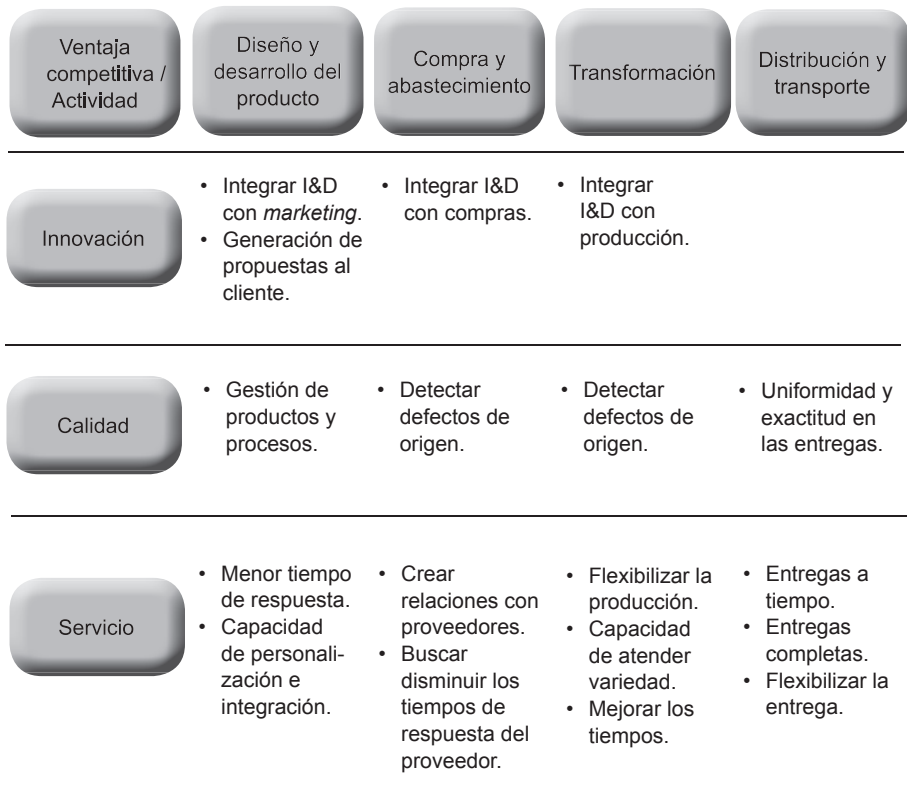 Ventaja
competitiva /
Actividad
Diseño y
desarrollo del
producto
Compra y
abastecimiento
Transformación
Distribución y
transporte
Innovación
• Integrar I&D
con marketing.
• Generación de
propuestas al
cliente.
• Integrar I&D
con compras.
• Integrar
I&D con
producción.
Calidad
• Gestión de
productos y
procesos.
• Detectar
defectos de
origen.
• Detectar
defectos de
origen.
• Uniformidad y
exactitud en
las entregas.
Servicio
• Menor tiempo
de respuesta.
• Capacidad
de personali-
zación e
integración.
• Crear
relaciones con
proveedores.
• Buscar
disminuir los
tiempos de
respuesta del
proveedor.
• Flexibilizar la
producción.
• Capacidad
de atender
variedad.
• Mejorar los
tiempos.
• Entregas a
tiempo.
• Entregas
completas.
• Flexibilizar la
entrega.